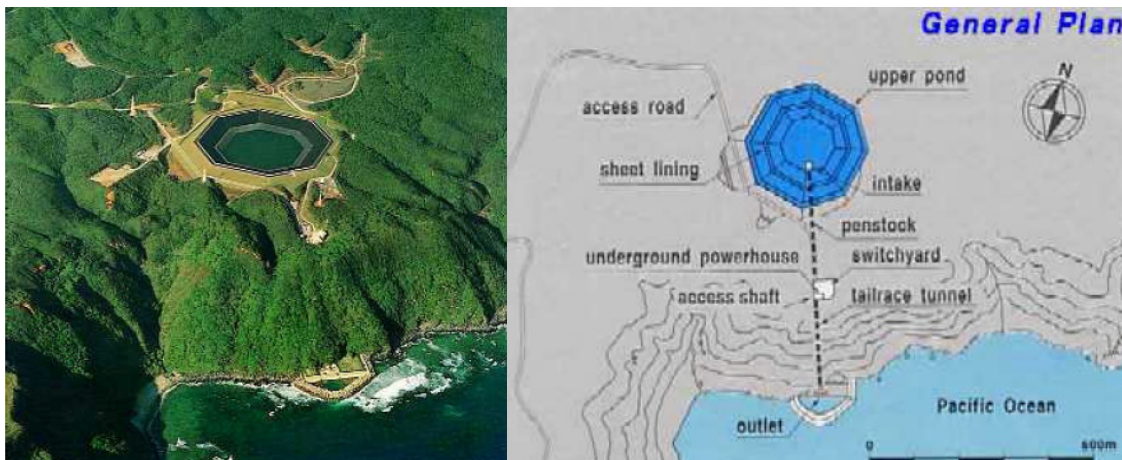 General Plan
N
upper pond
access road
sheet lining
intake
penstock
underground powerhouse
switchyard
access shaft
tailrace tunnel
Pacific Ocean
outlet
0
600m